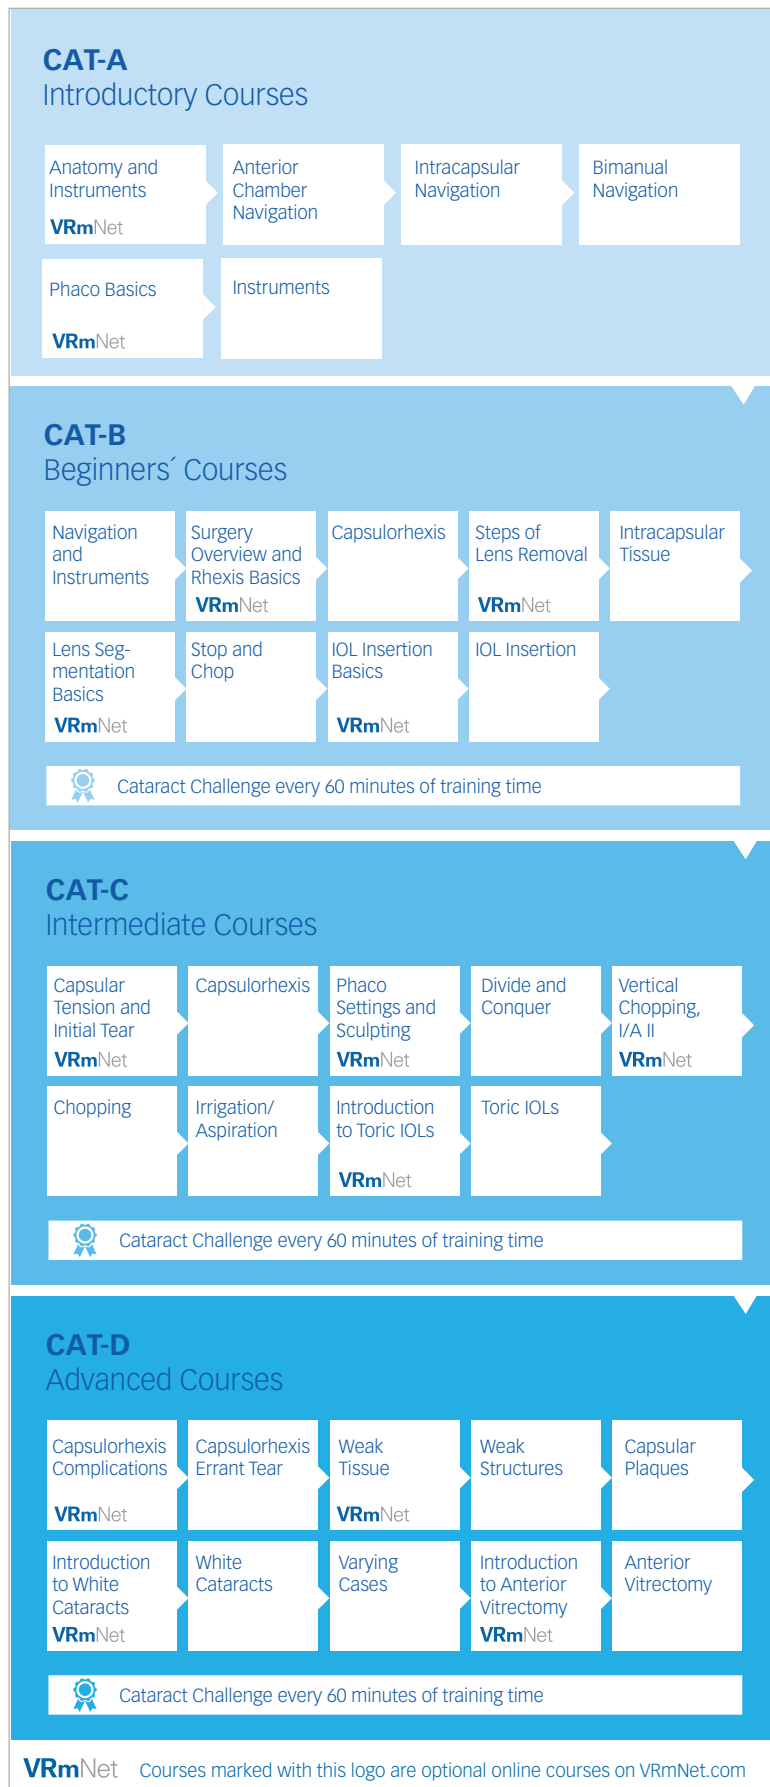 CAT-A
Introductory Courses
Anatomy and
Instruments
VRmNet
Anterior
Chamber
Navigation
Intracapsular
Navigation
Bimanual
Navigation
Phaco Basics
VRmNet
Instruments
CAT-B
Beginners´ Courses
Navigation
and
Instruments
Surgery
Overview and
Rhexis Basics
VRmNet
Capsulorhexis
Steps of
Lens Removal
VRmNet
Intracapsular
Tissue
Lens Seg-
mentation
Basics
VRmNet
Stop and
Chop
IOL Insertion
Basics
VRmNet
IOL Insertion
Cataract Challenge every 60 minutes of training time
CAT-C
Intermediate Courses
Capsular
Tension and
Initial Tear
VRmNet
Capsulorhexis
Phaco
Settings and
Sculpting
VRmNet
Divide and
Conquer
Vertical
Chopping,
I/A II
VRmNet
Chopping
Irrigation/
Aspiration
Introduction
to Toric IOLs
VRmNet
Toric IOLs
Cataract Challenge every 60 minutes of training time
CAT-D
Advanced Courses
Capsulorhexis
Complications
VRmNet
Capsulorhexis
Errant Tear
Weak
Tissue
VRmNet
Weak
Structures
Capsular
Plaques
Introduction
to White
Cataracts
VRmNet
White
Cataracts
Varying
Cases
Introduction
to Anterior
Vitrectomy
VRmNet
Anterior
Vitrectomy
Cataract Challenge every 60 minutes of training time
VRmNet Courses marked with this logo are optional online courses on VRmNet.com